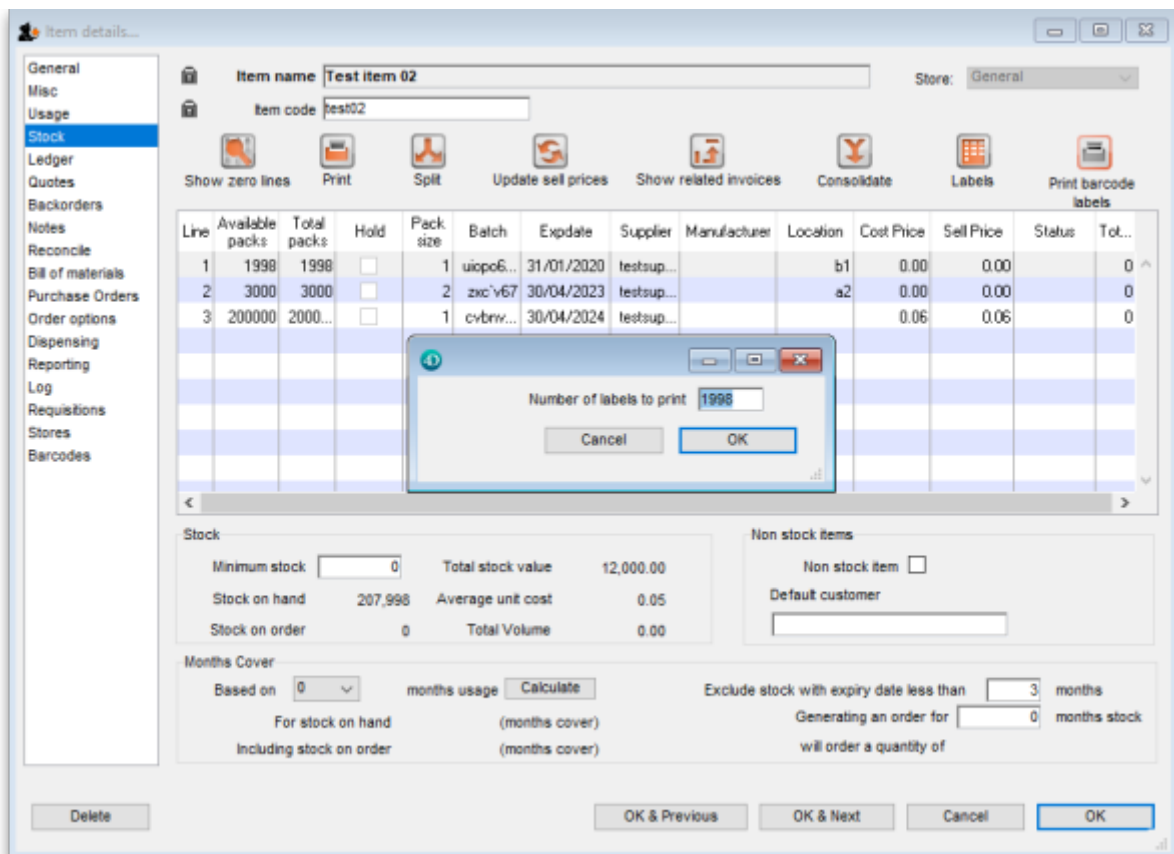 Item details...
General
Misc
Usage
Stock
Ledger
Quotes
Backorders
Notes
Reconcile
Bill of materials
Purchase Orders
Order options
Dispensing
Reporting
Log
Requisitions
Stores
Barcodes
Item name Test item 02 Store: General
Item code test02
Show zero lines Print Split Update sell prices Show related invoices Consolidate Labels Print barcode labels
Line Available packs Total packs Hold Pack size Batch Expdate Supplier Manufacturer Location Cost Price Sell Price Status Tot...
1 1998 1998 1 uiopo6... 31/01/2020 testsup... b1 0.00 0.00 0
2 3000 3000 2 zxc`v67 30/04/2023 testsup... a2 0.00 0.00 0
3 200000 2000... 1 cvbnv... 30/04/2024 testsup... 0.06 0.06 0
Number of labels to print 1998
Cancel OK
Stock
Minimum stock 0 Total stock value 12,000.00
Stock on hand 207,998 Average unit cost 0.05
Stock on order 0 Total Volume 0.00
Non stock items
Non stock item
Default customer
Months Cover
Based on 0 months usage Calculate Exclude stock with expiry date less than 3 months
For stock on hand (months cover) Generating an order for 0 months stock
Including stock on order (months cover) will order a quantity of
Delete OK & Previous OK & Next Cancel OK